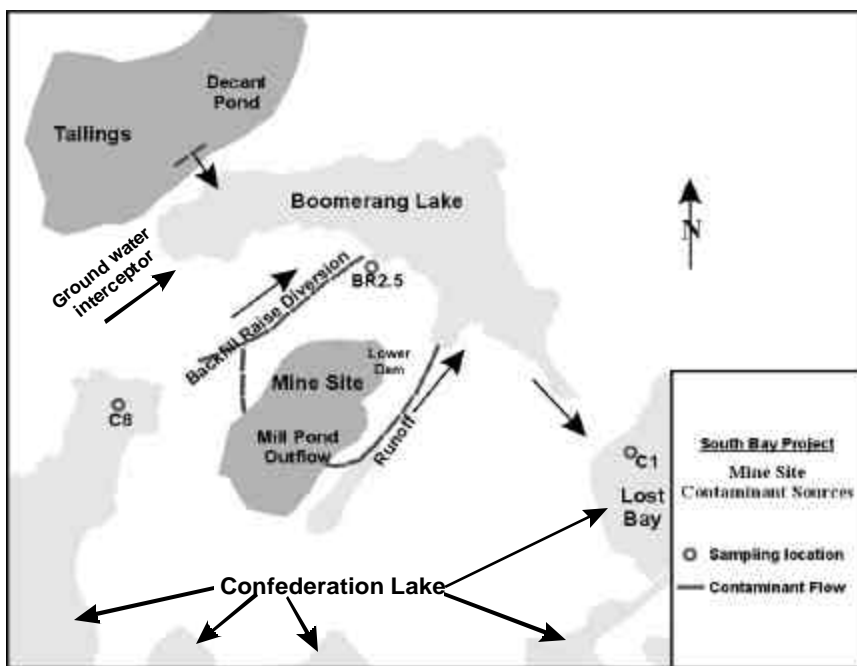 Decant
Pond
Tailings
Boomerang Lake
N
Ground water
interceptor
BR2.5
Backfill Raise Diversion
Lower
Dam
Mine Site
C8
Mill Pond
Outflow
Runoff
C1
Lost
Bay
South Bay Project
Mine Site
Contaminant Sources
Sampling location
Contaminant Flow
Confederation Lake